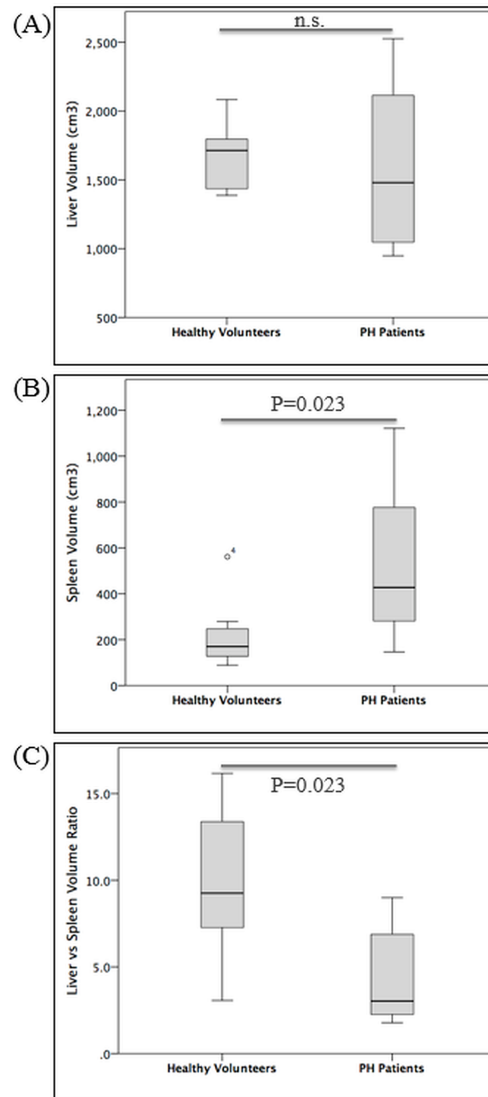 (A)
n.s.
2,500
2,000
1,500
1,000
500
Liver Volume (cm3)
Healthy Volunteers PH Patients
(B)
P=0.023
1,200
1,000
800
600
400
200
0
4
Spleen Volume (cm3)
Healthy Volunteers PH Patients
(C)
P=0.023
15.0
10.0
5.0
.0
Liver vs Spleen Volume Ratio
Healthy Volunteers PH Patients